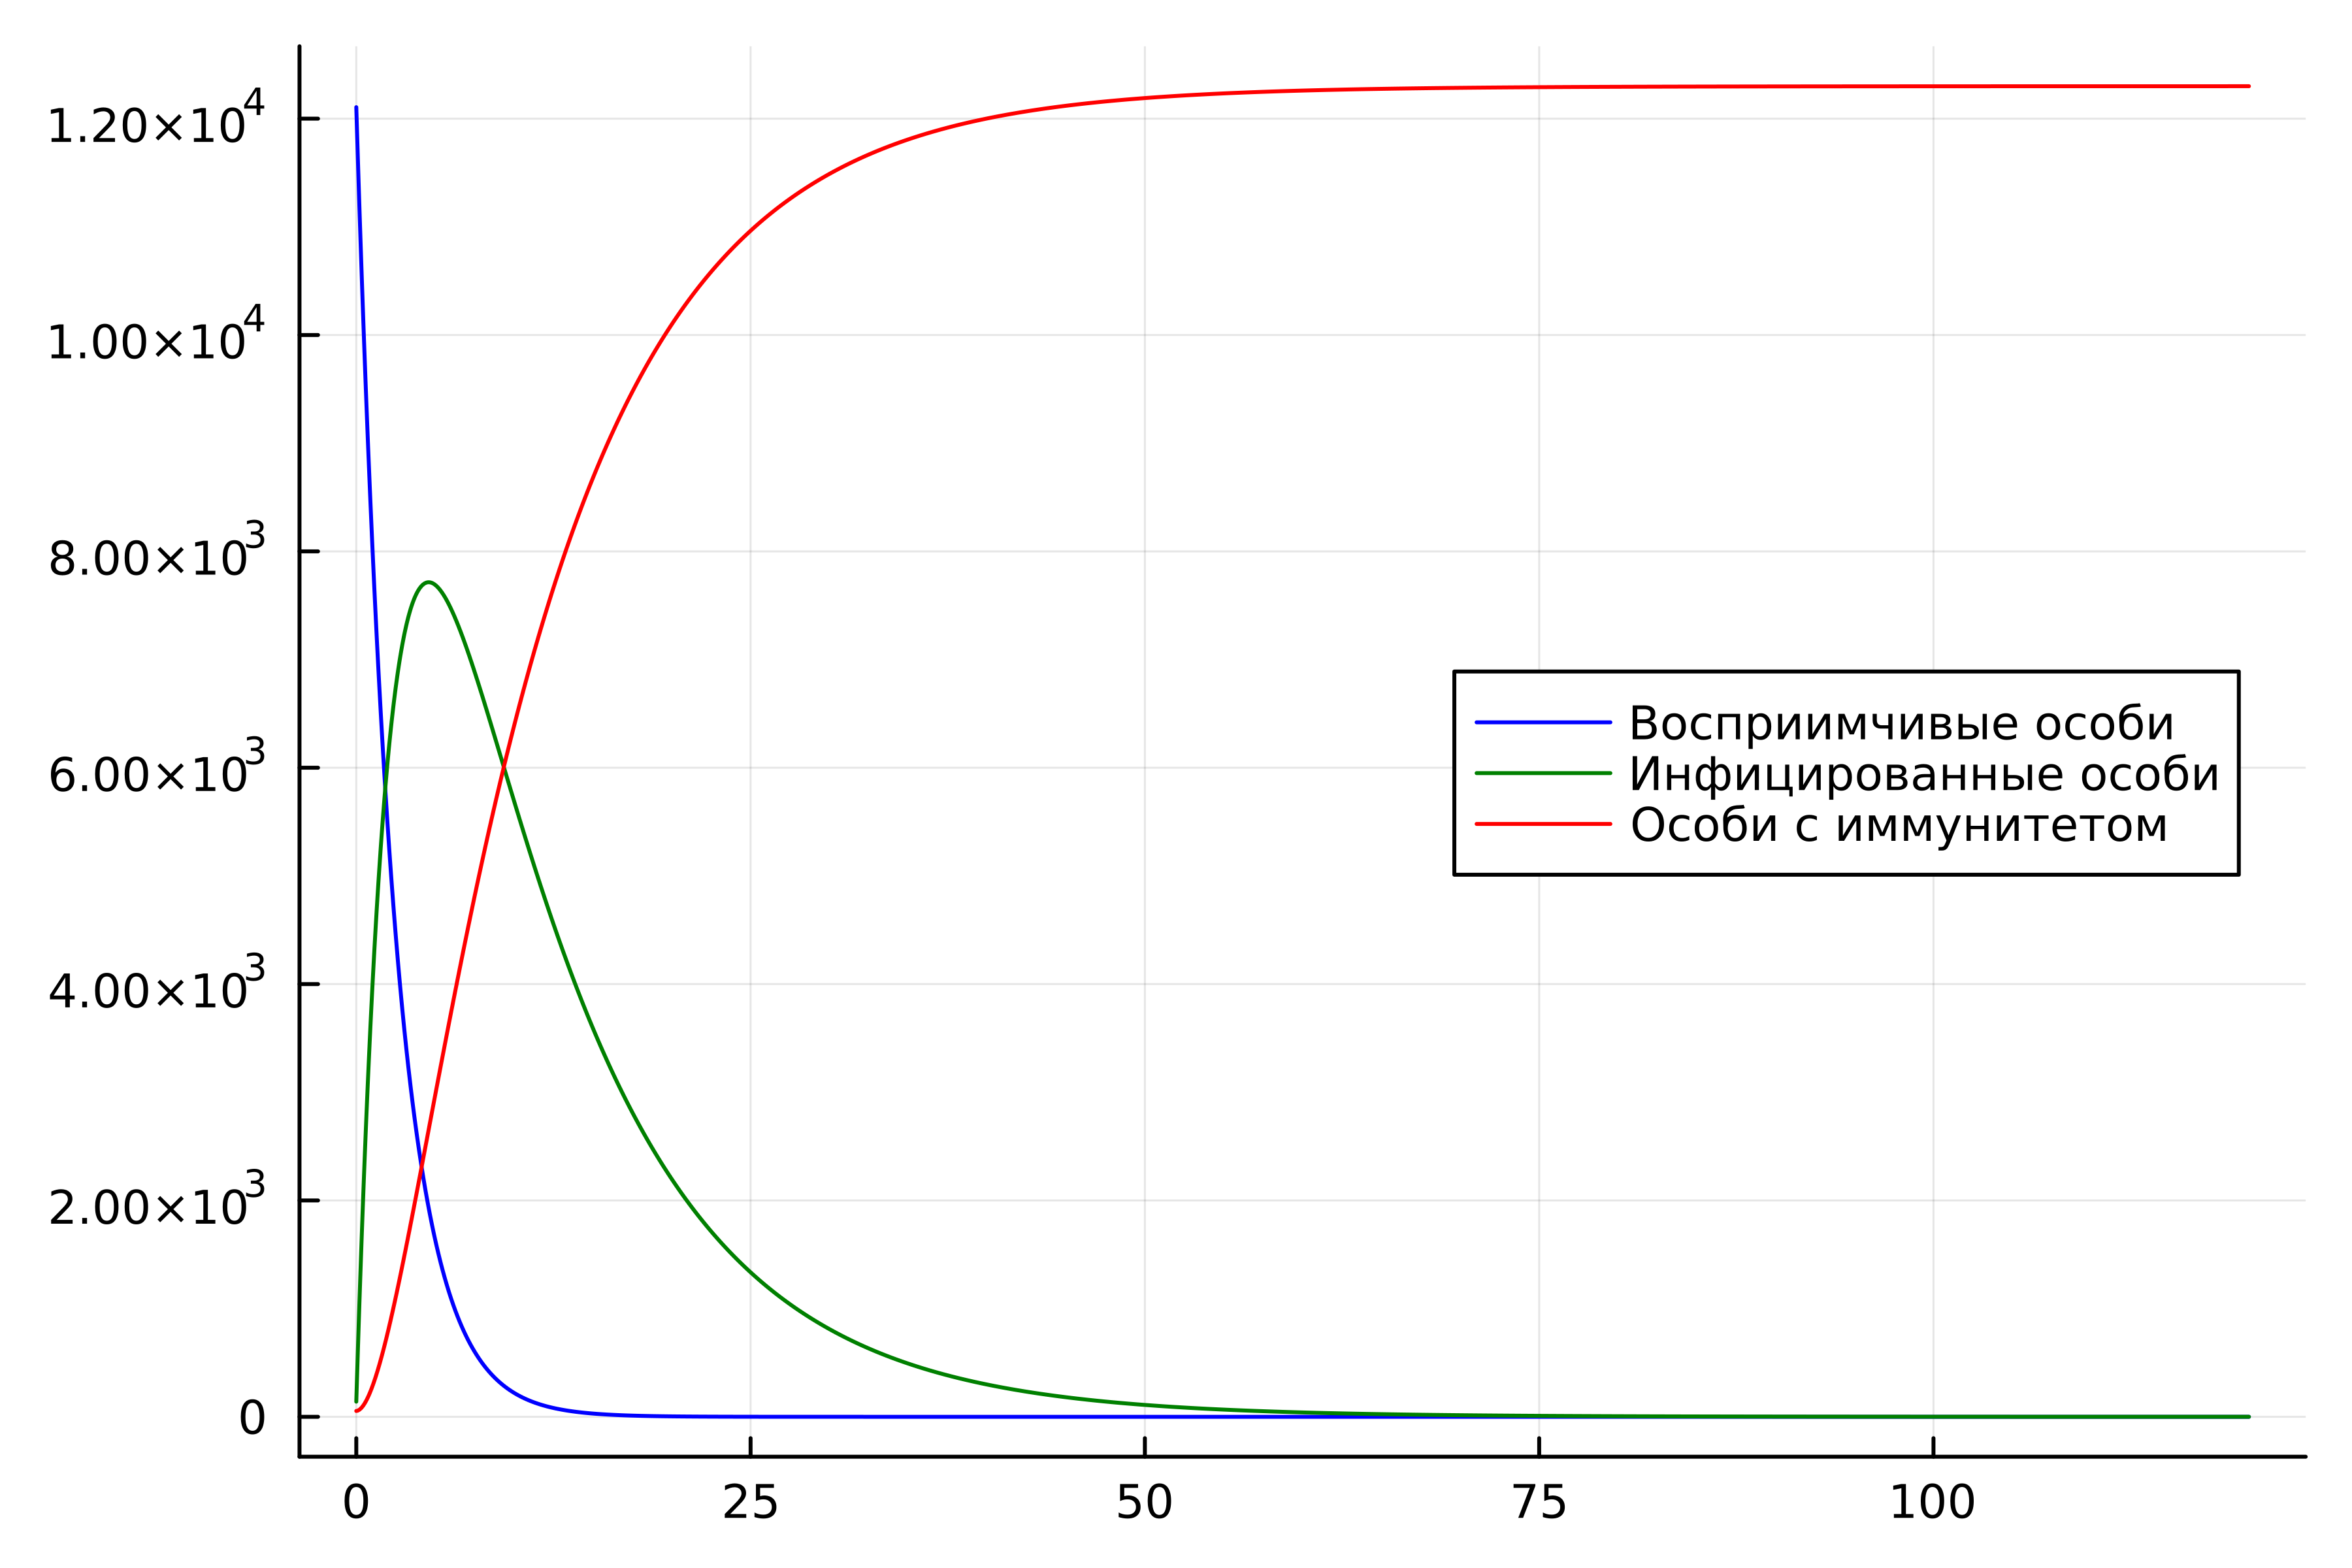 1.20×10⁴
1.00×10⁴
8.00×10³
6.00×10³
4.00×10³
2.00×10³
0
Восприимчивые особи
Инфицированные особи
Особи с иммунитетом
0 25 50 75 100